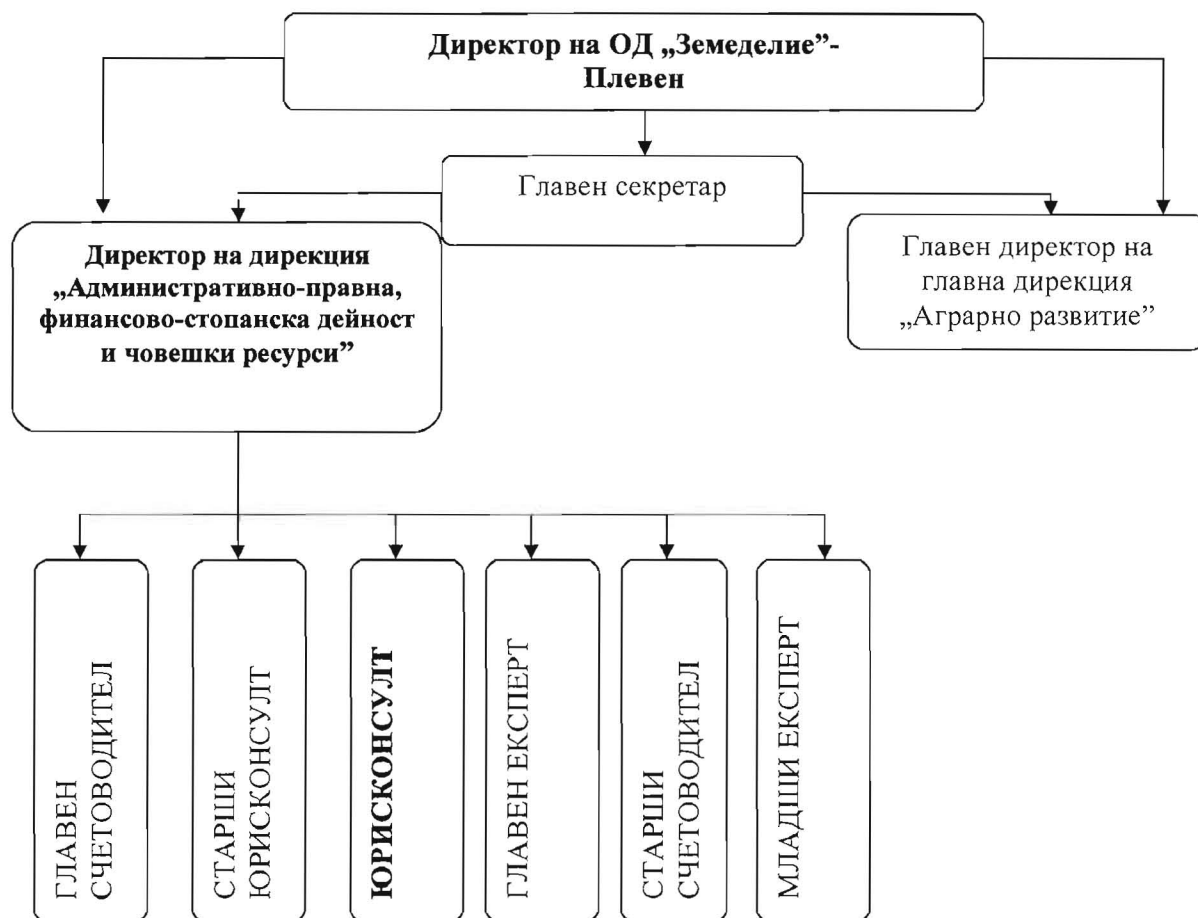 Директор на ОД „Земеделие”-
Плевен
Главен секретар
Директор на дирекция
„Административно-правна,
финансово-стопанска дейност
и човешки ресурси”
Главен директор на
главна дирекция
„Аграрно развитие”
ГЛАВЕН
СЧЕТОВОДИТЕЛ
СТАРШИ
ЮРИСКОНСУЛТ
ЮРИСКОНСУЛТ
ГЛАВЕН ЕКСПЕРТ
СТАРШИ
СЧЕТОВОДИТЕЛ
МЛАДШИ ЕКСПЕРТ